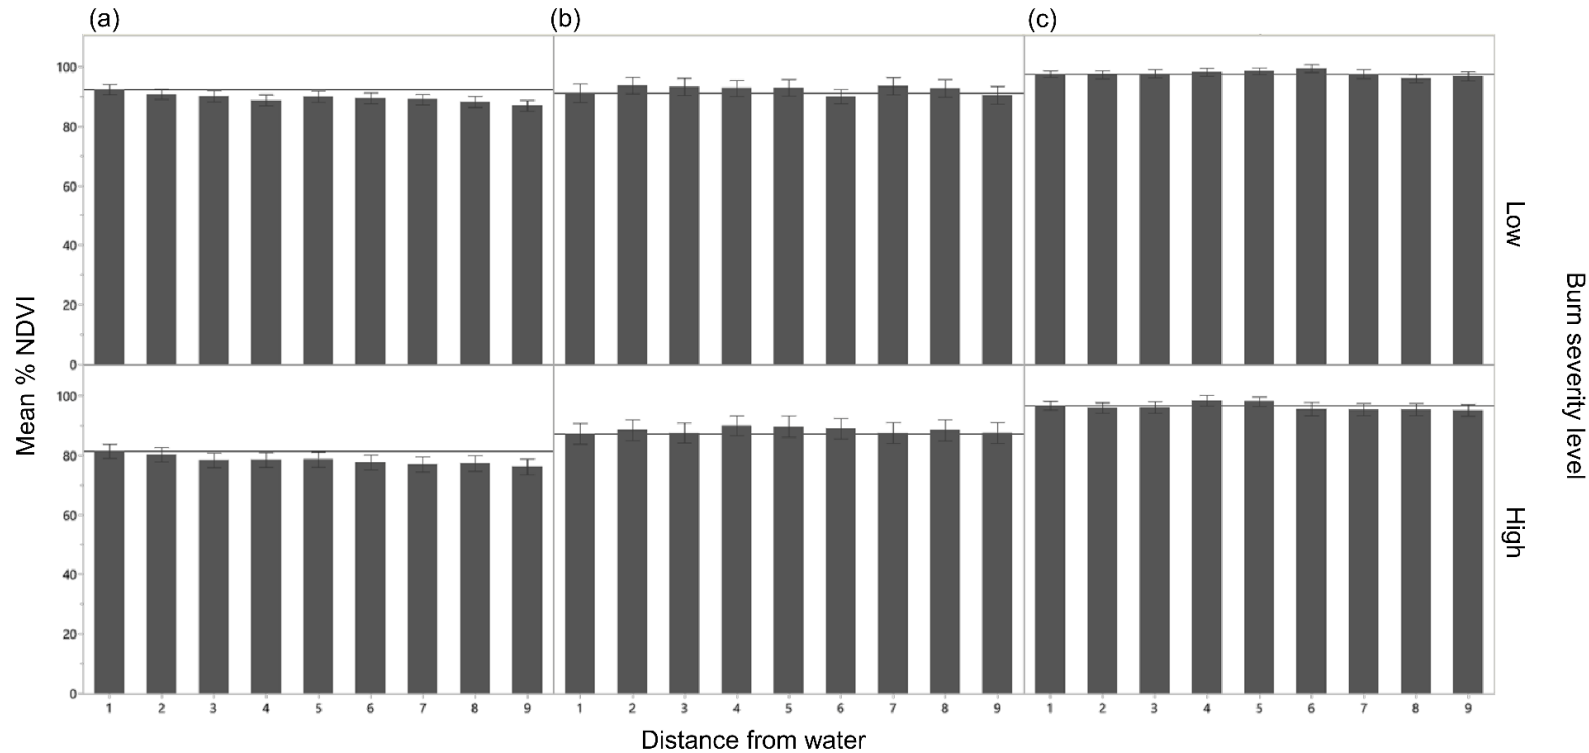 (a) (b) (c)
100
80
60
40
20
0
Low
100
80
60
40
20
0
High
Mean % NDVI
Burn severity level
1 2 3 4 5 6 7 8 9 1 2 3 4 5 6 7 8 9 1 2 3 4 5 6 7 8 9
Distance from water